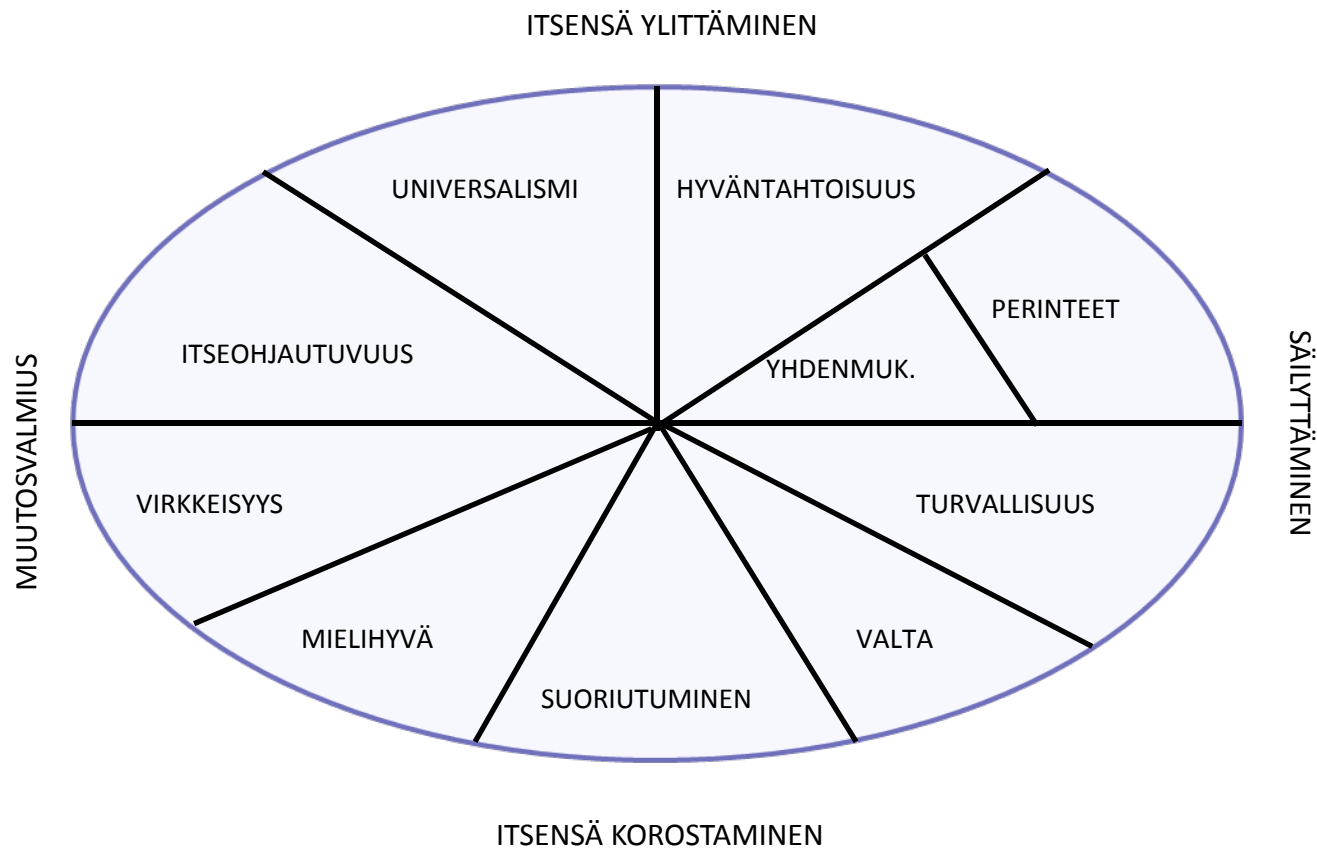 ITSENSÄ YLITTÄMINEN
UNIVERSALISMI
HYVÄNTAHTOISUUS
PERINTEET
ITSEOHJAUTUVUUS
YHDENMUK.
MUUTOSVALMIUS
SÄILYTTÄMINEN
VIRKKEISYYS
TURVALLISUUS
MIELIHYVÄ
VALTA
SUORIUTUMINEN
ITSENSÄ KOROSTAMINEN